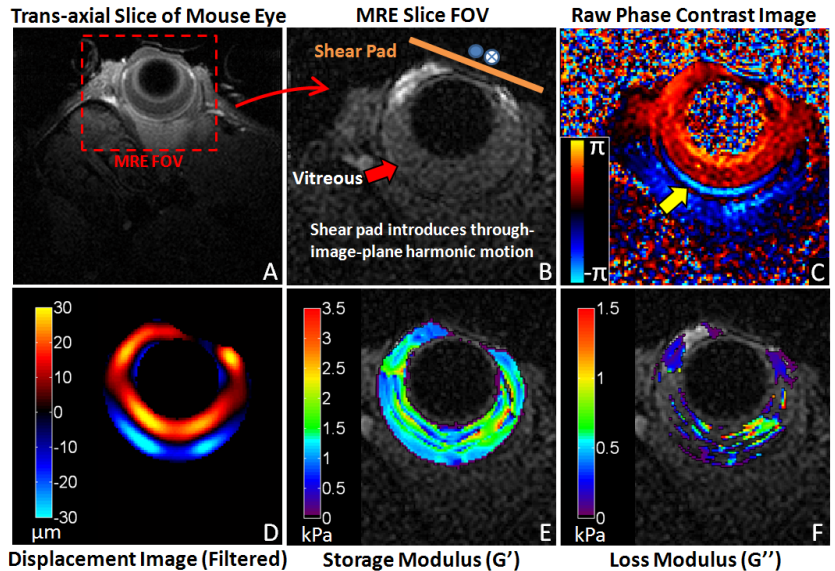 Trans-axial Slice of Mouse Eye
MRE Slice FOV
Raw Phase Contrast Image
MRE FOV
A
Shear Pad
Vitreous
Shear pad introduces through-
image-plane harmonic motion
B
π
-π
C
30
20
10
0
-10
-20
-30
μm
D
3.5
3
2.5
2
1.5
1
0.5
0
kPa
E
1.5
1
0.5
0
kPa
F
Displacement Image (Filtered)
Storage Modulus (G')
Loss Modulus (G'')